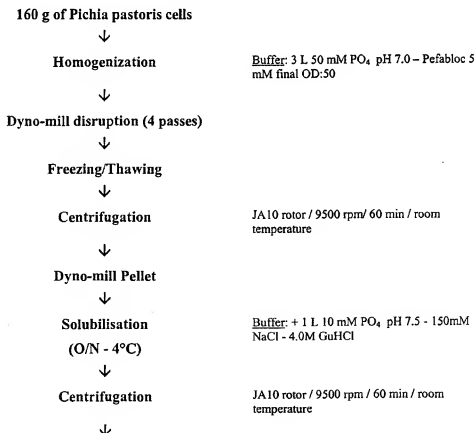 160 g of Pichia pastoris cells
↓
Homogenization
Buffer: 3 L 50 mM PO₄ pH 7.0 – Pefabloc 5
mM final OD:50
↓
Dyno-mill disruption (4 passes)
↓
Freezing/Thawing
↓
Centrifugation
JA10 rotor / 9500 rpm/ 60 min / room
temperature
↓
Dyno-mill Pellet
↓
Solubilisation
(O/N - 4°C)
Buffer: + 1 L 10 mM PO₄ pH 7.5 - 150mM
NaCl - 4.0M GuHCl
↓
Centrifugation
JA10 rotor / 9500 rpm / 60 min / room
temperature
↓